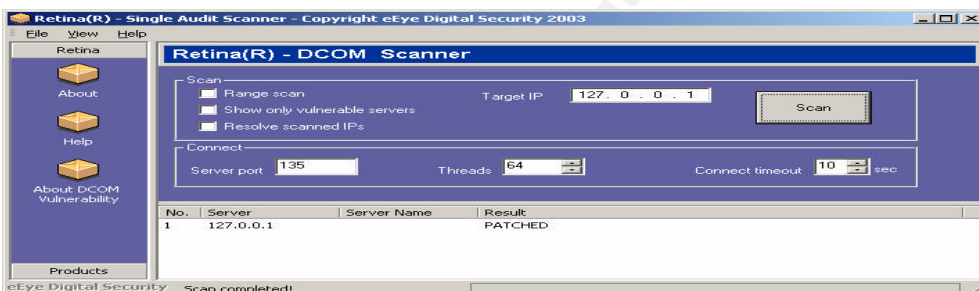 Retina(R) - Single Audit Scanner - Copyright eEye Digital Security 2003
File View Help
Retina
About
Help
About DCOM
Vulnerability
Products
Retina(R) - DCOM Scanner
Scan
Range scan
Show only vulnerable servers
Resolve scanned IPs
Target IP 127. 0 . 0 . 1
Scan
Connect
Server port 135 Threads 64 Connect timeout 10 sec
No. Server Server Name Result
1 127.0.0.1 PATCHED
eEye Digital Security Scan completed!